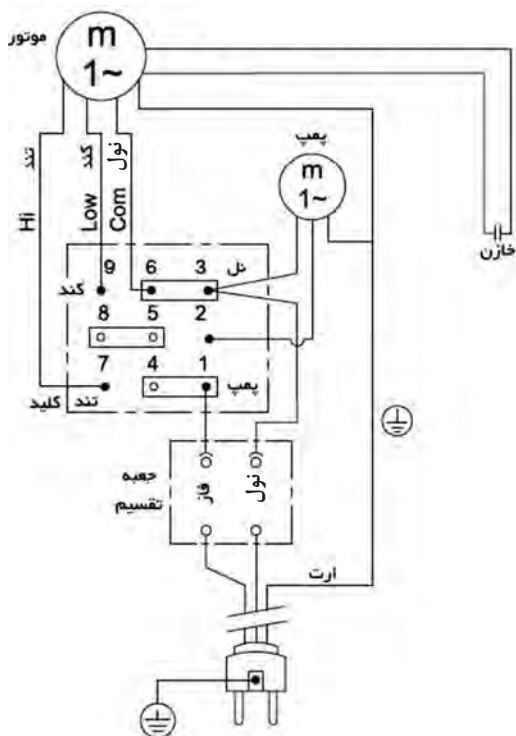 موتور
m
1~
پمپ
m
1~
خازن
Hi
تند
Low
کند
Com
نول
9
6
3
نل
کند
8
5
2
7
4
1
پمپ
تند
کلید
جعبه
تقسیم
فاز
نول
ارت